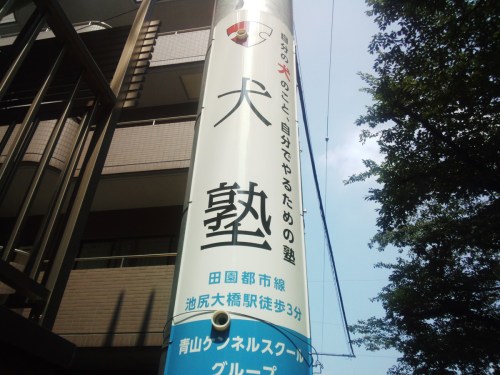 自分の犬のこと、自分でやるための塾
犬塾
田園都市線
池尻大橋駅徒歩3分
青山ケンネルスクール
グループ